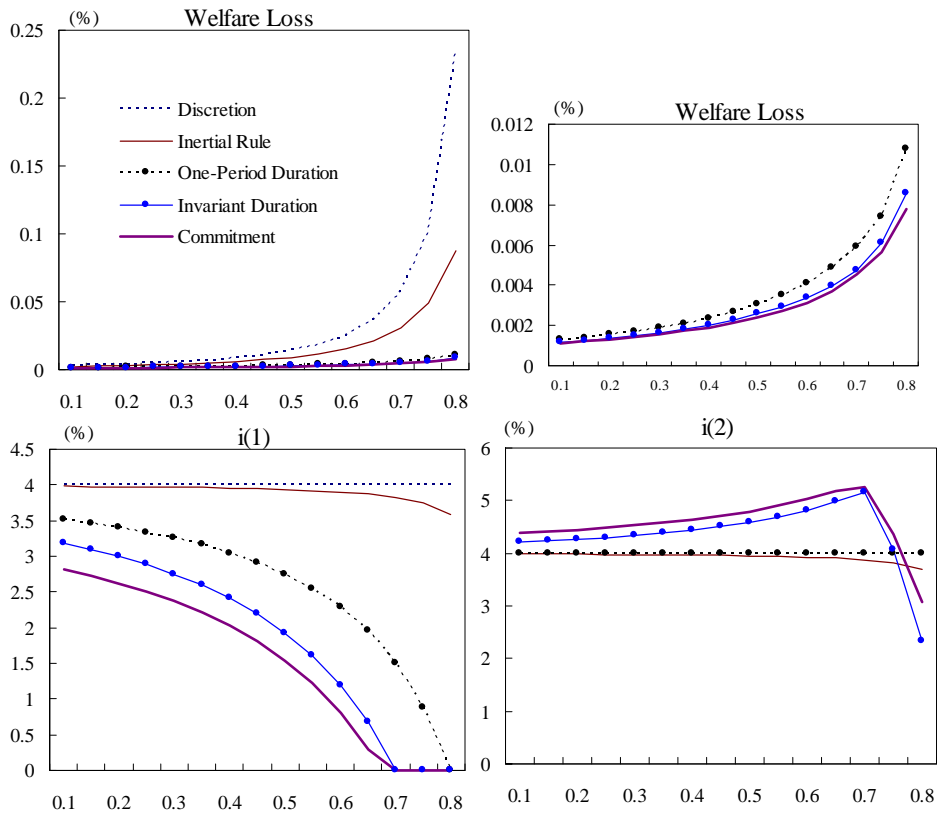 (%)
Welfare Loss
0.25
0.2
0.15
0.1
0.05
0
Discretion
Inertial Rule
One-Period Duration
Invariant Duration
Commitment
0.1 0.2 0.3 0.4 0.5 0.6 0.7 0.8
(%)
Welfare Loss
0.012
0.01
0.008
0.006
0.004
0.002
0
0.1 0.2 0.3 0.4 0.5 0.6 0.7 0.8
(%)
i(1)
4.5
4
3.5
3
2.5
2
1.5
1
0.5
0
0.1 0.2 0.3 0.4 0.5 0.6 0.7 0.8
(%)
i(2)
6
5
4
3
2
1
0
0.1 0.2 0.3 0.4 0.5 0.6 0.7 0.8